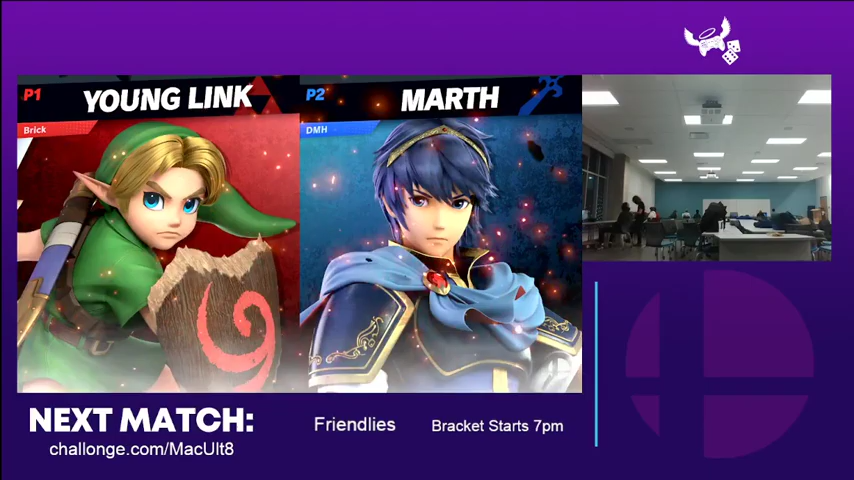 P1 YOUNG LINK
Brick
P2 MARTH
DMH
NEXT MATCH:
challonge.com/MacUlt8
Friendlies
Bracket Starts 7pm